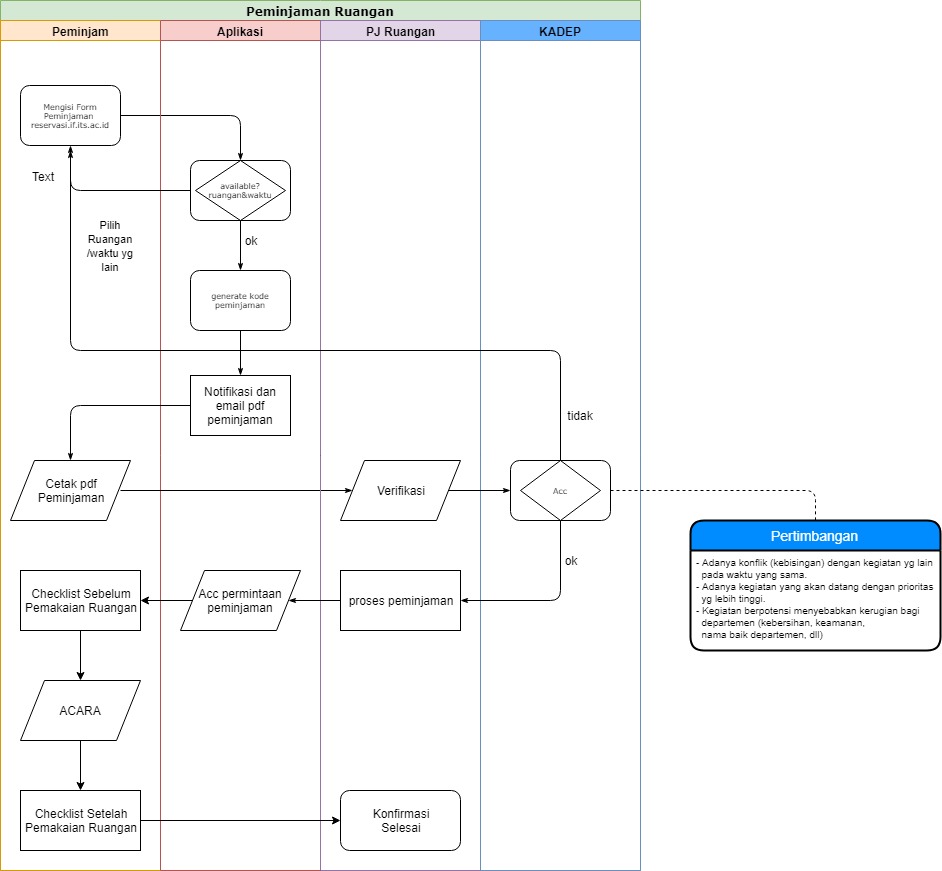 Peminjaman Ruangan
Peminjam
Aplikasi
PJ Ruangan
KADEP
Mengisi Form
Peminjaman
reservasi.if.its.ac.id
Text
available?
ruangan&waktu
Pilih
Ruangan
/waktu yg
lain
ok
generate kode
peminjaman
Notifikasi dan
email pdf
peminjaman
tidak
Cetak pdf
Peminjaman
Verifikasi
Acc
Pertimbangan
- Adanya konflik (kebisingan) dengan kegiatan yg lain
pada waktu yang sama.
- Adanya kegiatan yang akan datang dengan prioritas
yg lebih tinggi.
- Kegiatan berpotensi menyebabkan kerugian bagi
departemen (kebersihan, keamanan,
nama baik departemen, dll)
ok
Checklist Sebelum
Pemakaian Ruangan
Acc permintaan
peminjaman
proses peminjaman
ACARA
Checklist Setelah
Pemakaian Ruangan
Konfirmasi
Selesai